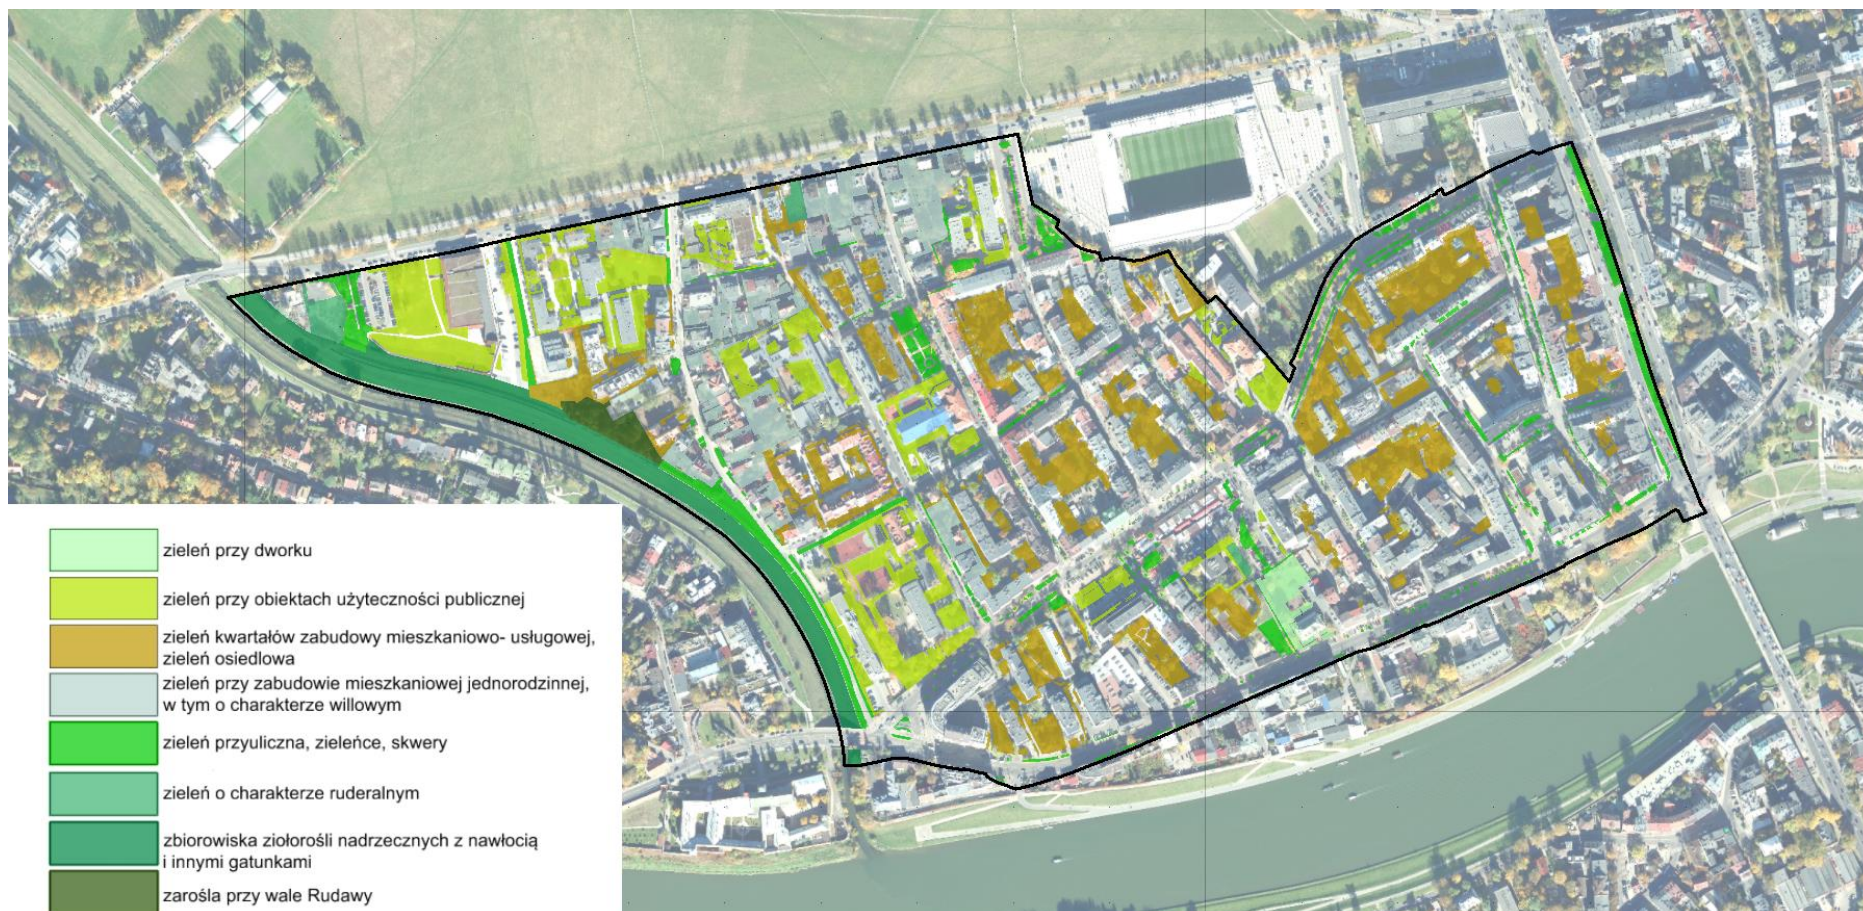 zieleń przy dworku
zieleń przy obiektach użyteczności publicznej
zieleń kwartałów zabudowy mieszkaniowo- usługowej,
zieleń osiedlowa
zieleń przy zabudowie mieszkaniowej jednorodzinnej,
w tym o charakterze willowym
zieleń przyuliczna, zieleńce, skwery
zieleń o charakterze ruderalnym
zbiorowiska ziołorośli nadrzecznych z nawłocią
i innymi gatunkami
zarośla przy wale Rudawy